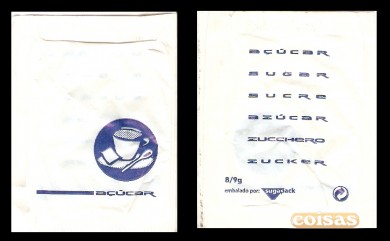 AÇÚCAR
AÇÚCAR
SUGAR
SUCRE
AZÚCAR
ZUCCHERO
ZUCKER
8/9g
embalado por: sugarpack
coisas